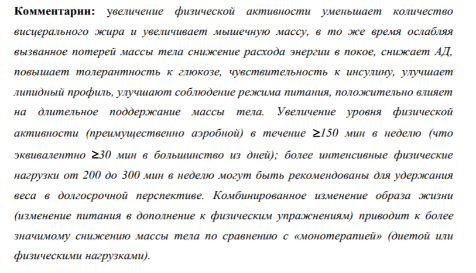 Комментарии: увеличение физической активности уменьшает количество
висцерального жира и увеличивает мышечную массу, в то же время ослабляя
вызванное потерей массы тела снижение расхода энергии в покое, снижает АД,
повышает толерантность к глюкозе, чувствительность к инсулину, улучшает
липидный профиль, улучшают соблюдение режима питания, положительно влияет
на длительное поддержание массы тела. Увеличение уровня физической
активности (преимущественно аэробной) в течение ≥150 мин в неделю (что
эквивалентно ≥30 мин в большинство из дней); более интенсивные физические
нагрузки от 200 до 300 мин в неделю могут быть рекомендованы для удержания
веса в долгосрочной перспективе. Комбинированное изменение образа жизни
(изменение питания в дополнение к физическим упражнениям) приводит к более
значимому снижению массы тела по сравнению с «монотерапией» (диетой или
физическими нагрузками).